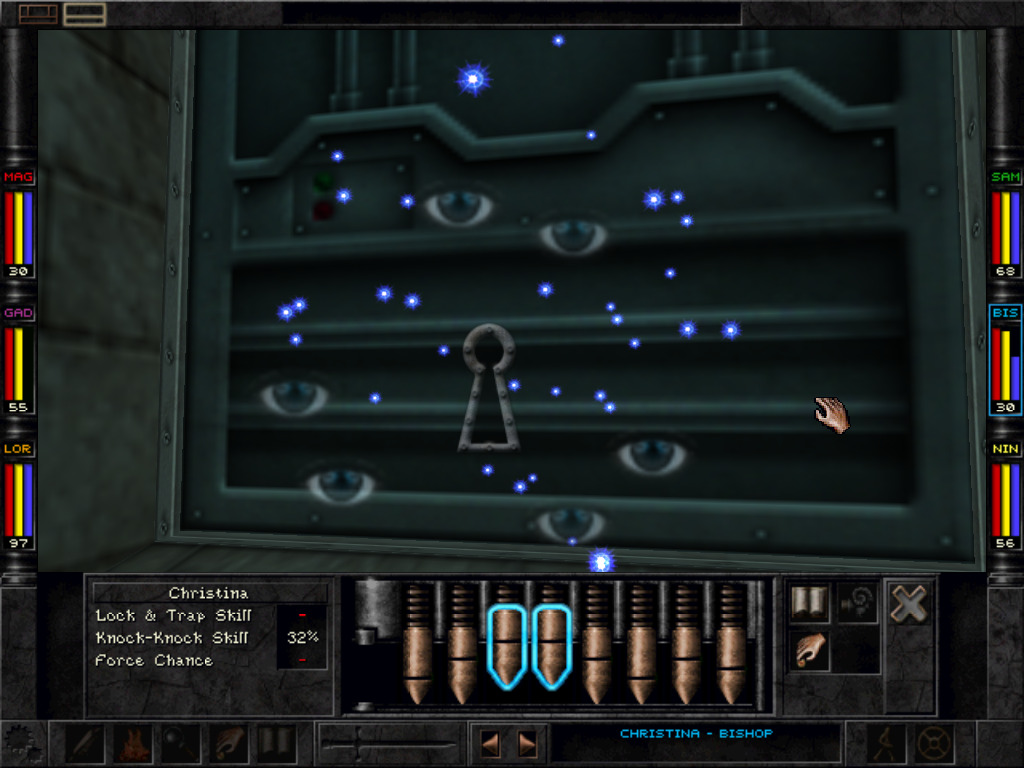 MAG
30
GAD
55
LOR
97
SAM
68
BIS
30
NIN
56
Christina
Lock & Trap Skill -
Knock-Knock Skill 32%
Force Chance -
CHRISTINA - BISHOP